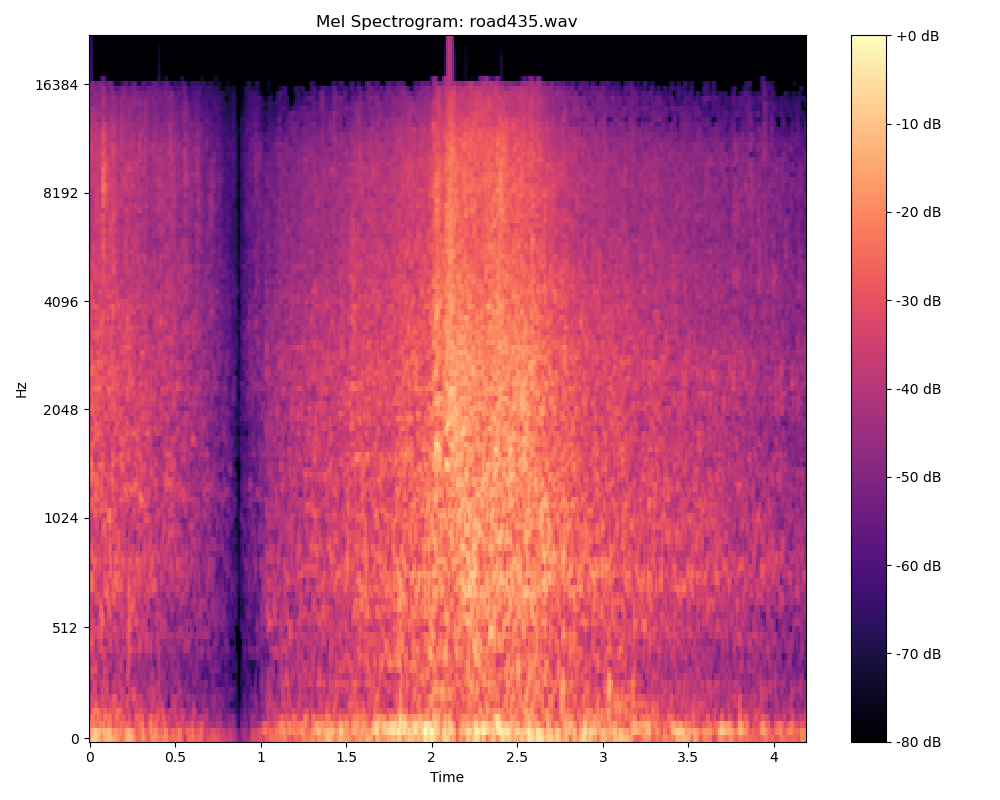 Mel Spectrogram: road435.wav
Hz
16384
8192
4096
2048
1024
512
0
0 0.5 1 1.5 2 2.5 3 3.5 4
Time
+0 dB
-10 dB
-20 dB
-30 dB
-40 dB
-50 dB
-60 dB
-70 dB
-80 dB